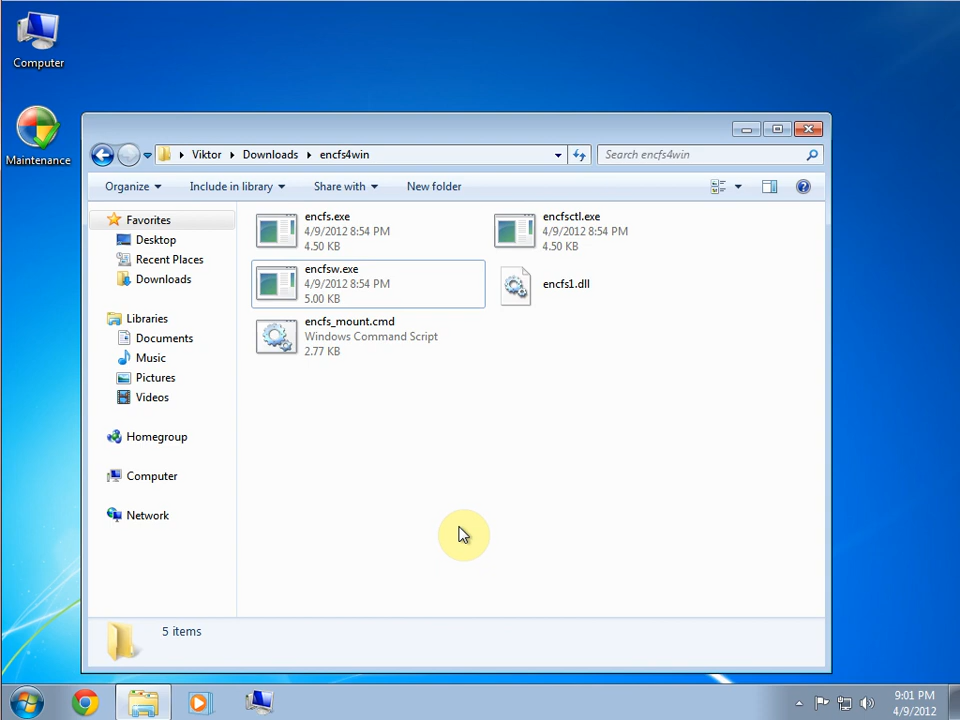 Computer
Maintenance
Viktor Downloads encfs4win
Search encfs4win
Organize Include in library Share with New folder
Favorites
Desktop
Recent Places
Downloads
Libraries
Documents
Music
Pictures
Videos
Homegroup
Computer
Network
encfs.exe
4/9/2012 8:54 PM
4.50 KB
encfsctl.exe
4/9/2012 8:54 PM
4.50 KB
encfsw.exe
4/9/2012 8:54 PM
5.00 KB
encfs1.dll
encfs_mount.cmd
Windows Command Script
2.77 KB
5 items
9:01 PM
4/9/2012